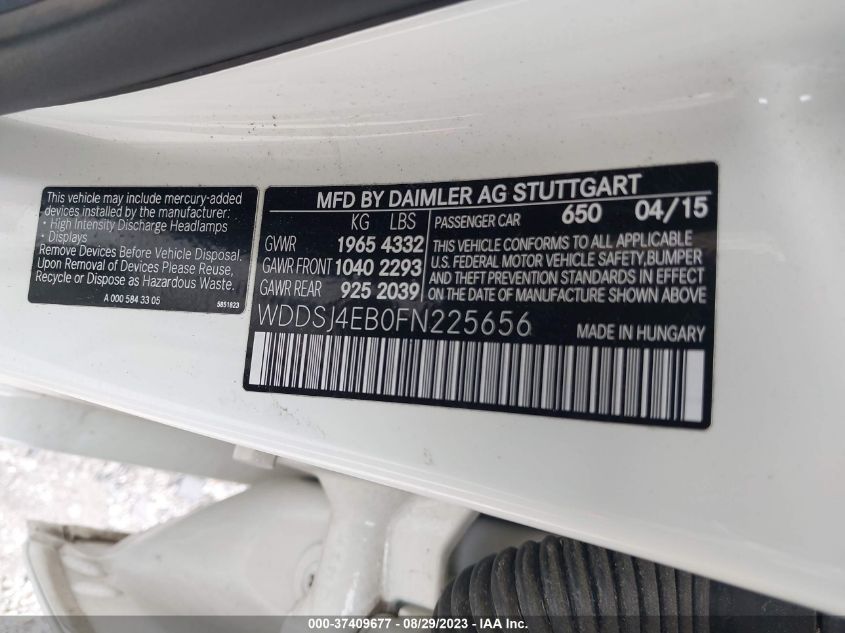 This vehicle may include mercury-added
devices installed by the manufacturer:
• High Intensity Discharge Headlamps
• Displays
Remove Devices Before Vehicle Disposal.
Upon Removal of Devices Please Reuse,
Recycle or Dispose as Hazardous Waste.
A 000 584 33 05
5851823
MFD BY DAIMLER AG STUTTGART
KG LBS
GVWR 1965 4332
GAWR FRONT 1040 2293
GAWR REAR 925 2039
PASSENGER CAR 650 04/15
THIS VEHICLE CONFORMS TO ALL APPLICABLE
U.S. FEDERAL MOTOR VEHICLE SAFETY, BUMPER
AND THEFT PREVENTION STANDARDS IN EFFECT
ON THE DATE OF MANUFACTURE SHOWN ABOVE
WDDSJ4EB0FN225656
MADE IN HUNGARY
000-37409677 - 08/29/2023 - IAA Inc.